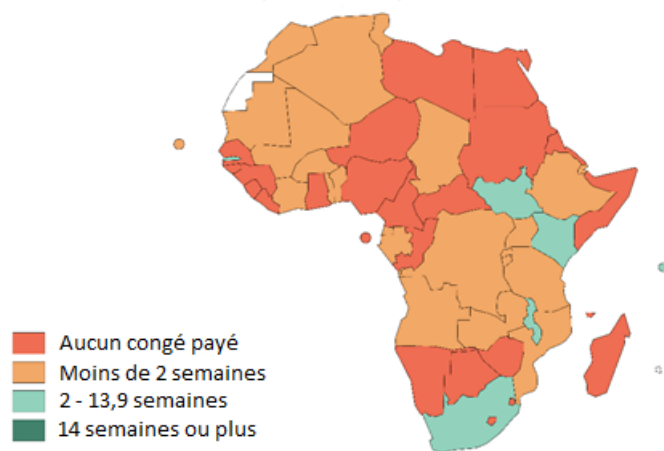 Aucun congé payé
Moins de 2 semaines
2 - 13,9 semaines
14 semaines ou plus